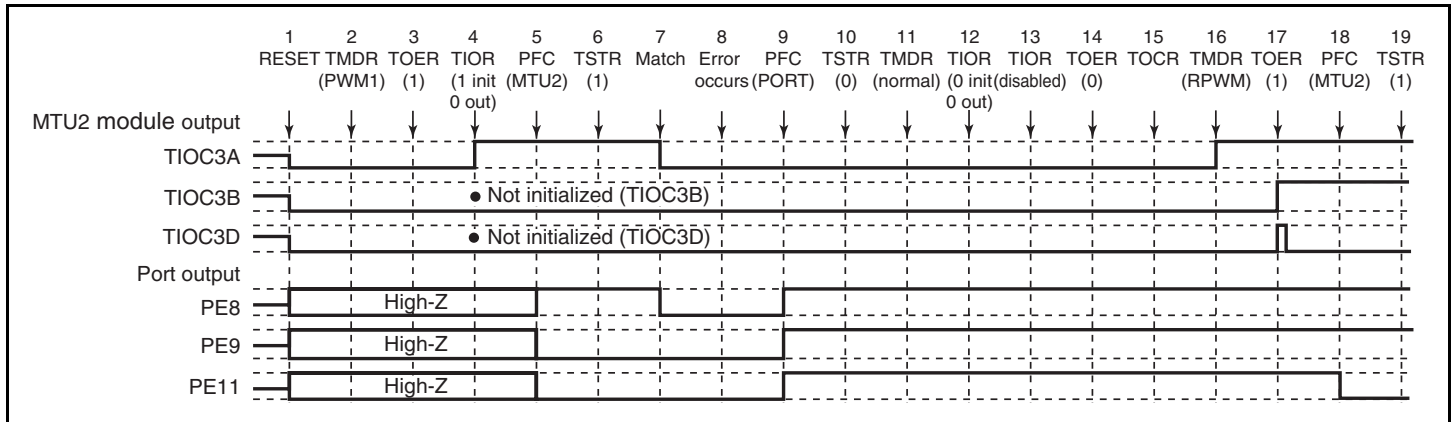 1 2 3 4 5 6 7 8 9 10 11 12 13 14 15 16 17 18 19
RESET TMDR TOER TIOR PFC TSTR Match Error PFC TSTR TMDR TIOR TIOR TOER TOCR TMDR TOER PFC TSTR
(PWM1) (1) (1 init (MTU2) (1) occurs (PORT) (0) (normal) (0 init (disabled) (0) (RPWM) (1) (MTU2) (1)
0 out) 0 out)
MTU2 module output
TIOC3A
TIOC3B ● Not initialized (TIOC3B)
TIOC3D ● Not initialized (TIOC3D)
Port output
PE8 High-Z
PE9 High-Z
PE11 High-Z